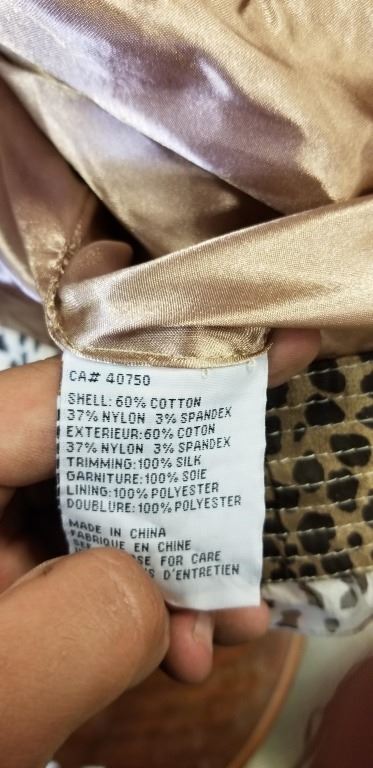 CA# 40750
SHELL: 60% COTTON
37% NYLON 3% SPANDEX
EXTERIEUR: 60% COTON
37% NYLON 3% SPANDEX
TRIMMING: 100% SILK
GARNITURE: 100% SOIE
LINING: 100% POLYESTER
DOUBLURE: 100% POLYESTER
MADE IN CHINA
FABRIQUE EN CHINE
FOR CARE
D'ENTRETIEN